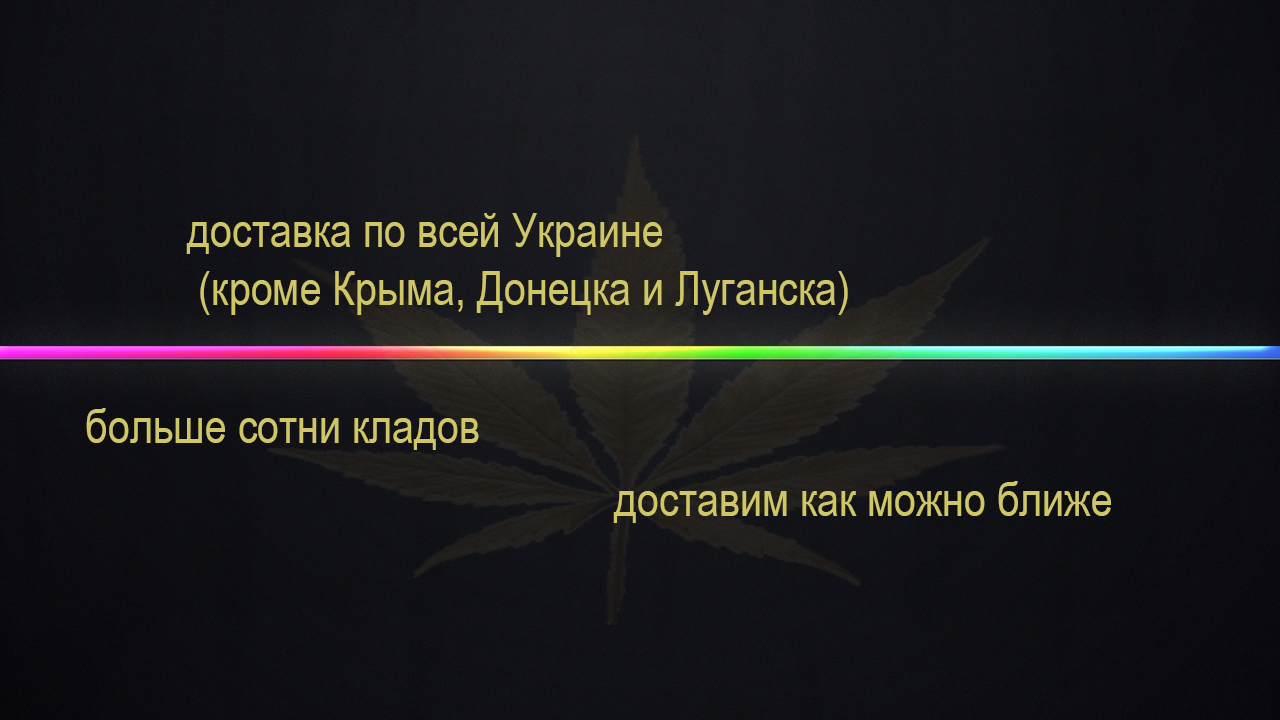 доставка по всей Украине
(кроме Крыма, Донецка и Луганска)
больше сотни кладов
доставим как можно ближе